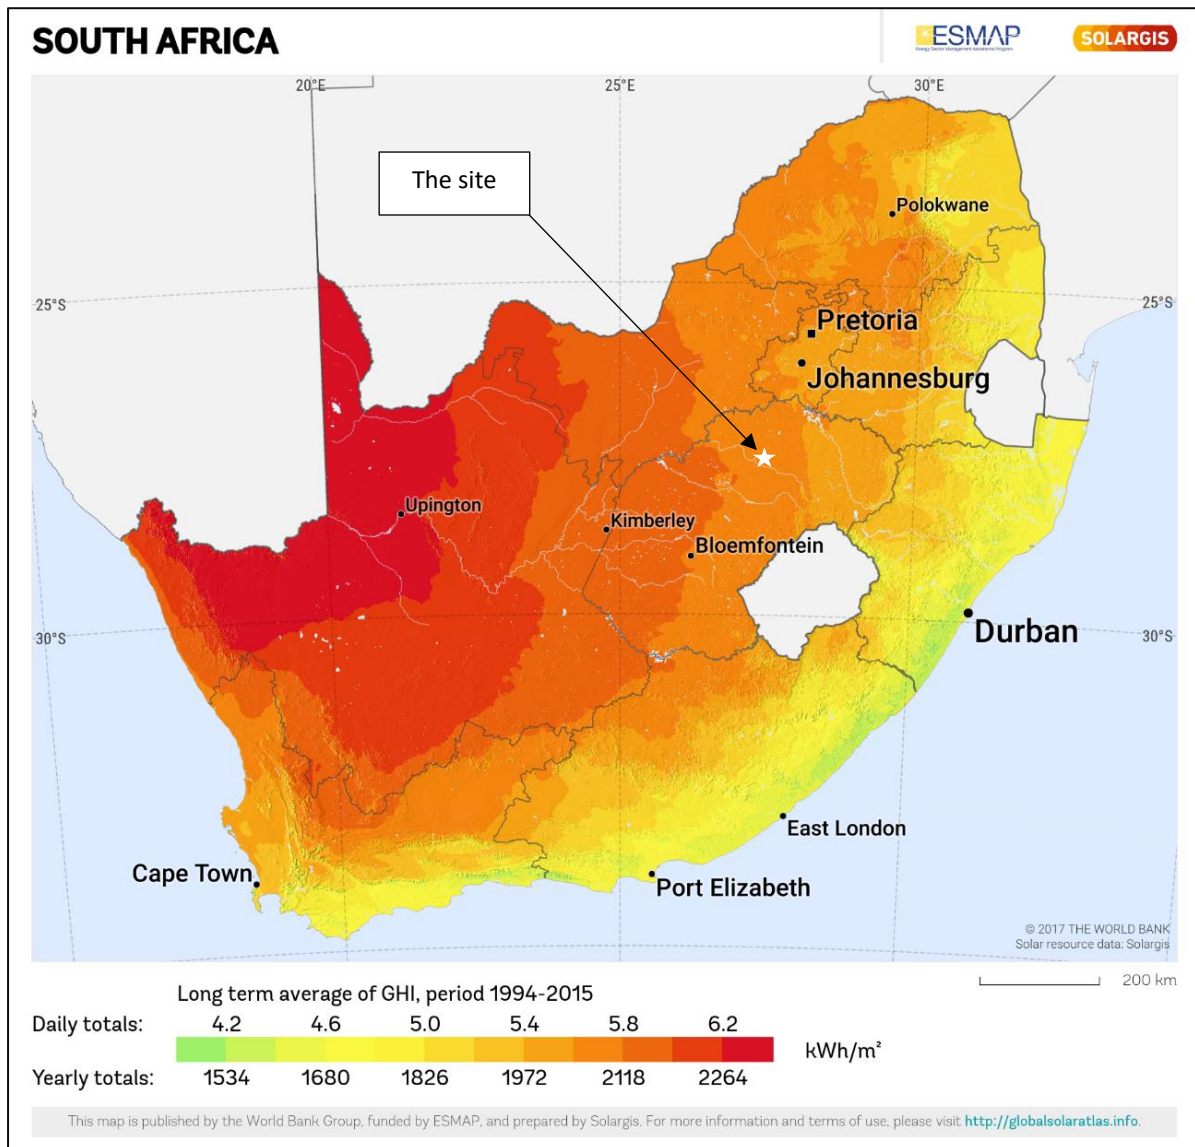 SOUTH AFRICA
ESMAP
Energy Sector Management Assistance Program
SOLARGIS
20°E
25°E
30°E
The site
Polokwane
25°S
25°S
Pretoria
Johannesburg
Upington
Kimberley
Bloemfontein
30°S
Durban
30°S
East London
Cape Town
Port Elizabeth
© 2017 THE WORLD BANK
Solar resource data: Solargis
200 km
Long term average of GHI, period 1994-2015
Daily totals: 4.2 4.6 5.0 5.4 5.8 6.2
kWh/m²
Yearly totals: 1534 1680 1826 1972 2118 2264
This map is published by the World Bank Group, funded by ESMAP, and prepared by Solargis. For more information and terms of use, please visit http://globalsolaratlas.info.